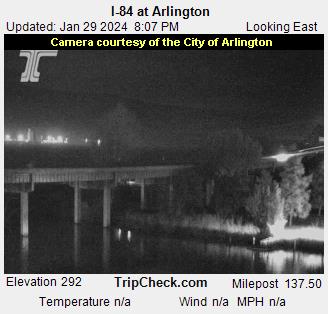 I-84 at Arlington
Updated: Jan 29 2024 8:07 PM Looking East
Camera courtesy of the City of Arlington
Elevation 292 TripCheck.com Milepost 137.50
Temperature n/a Wind n/a MPH n/a